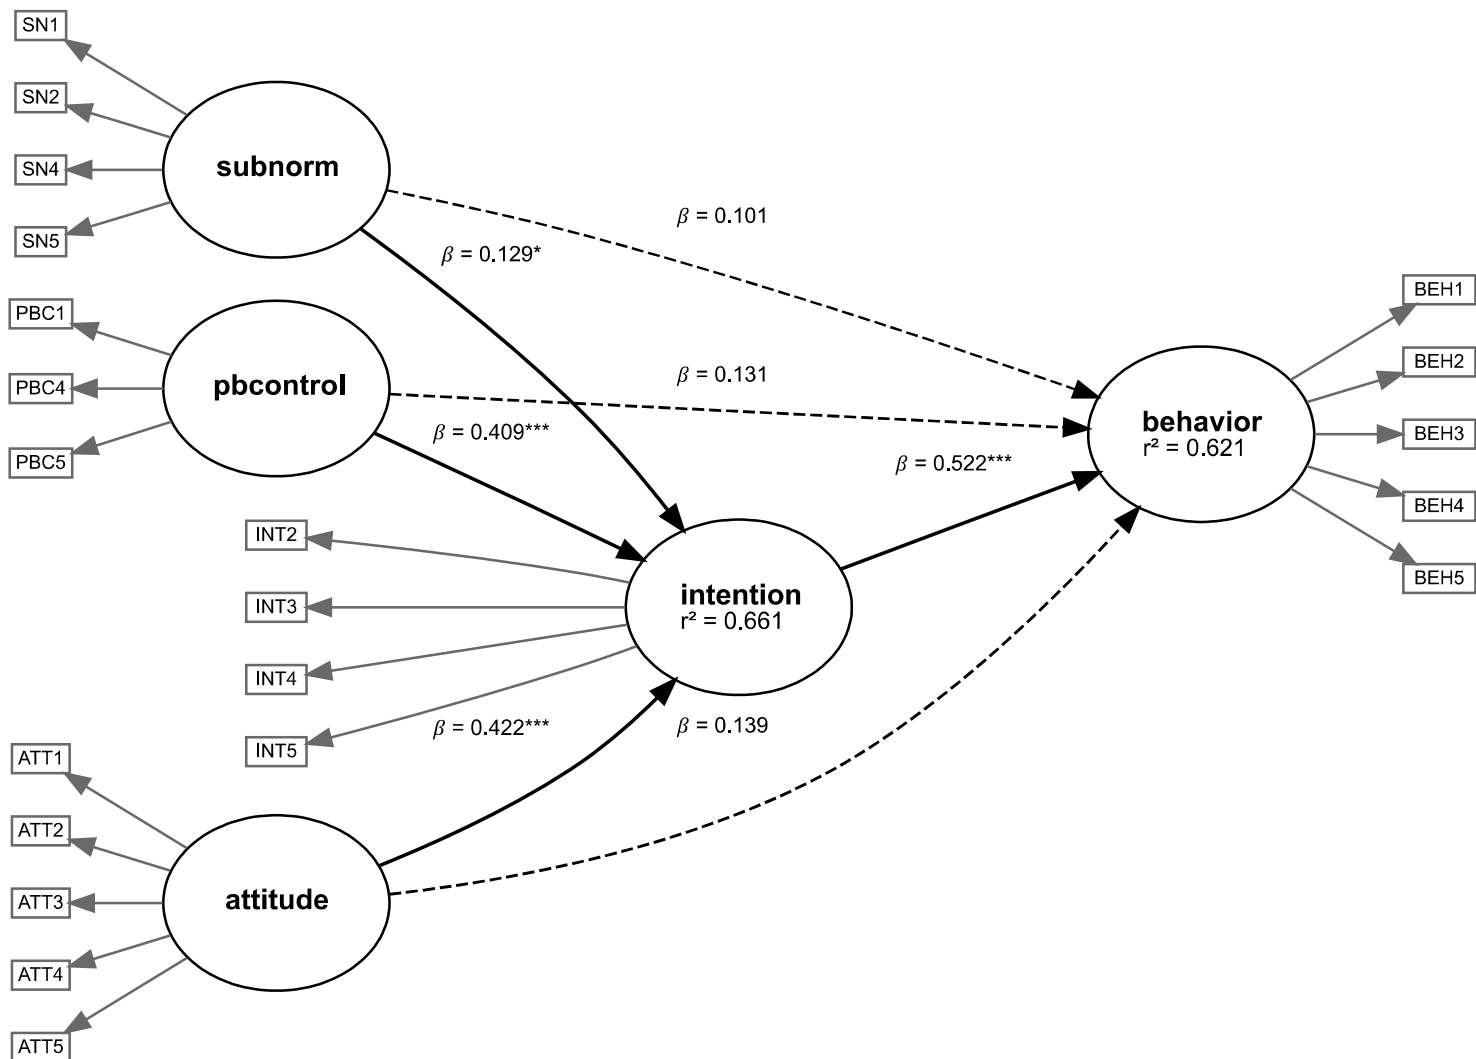 SN1
SN2
SN4
SN5
subnorm
β = 0.101
β = 0.129*
PBC1
PBC4
PBC5
pbcontrol
β = 0.131
β = 0.409***
BEH1
BEH2
BEH3
BEH4
BEH5
behavior
r² = 0.621
β = 0.522***
INT2
INT3
INT4
INT5
intention
r² = 0.661
β = 0.422***
β = 0.139
ATT1
ATT2
ATT3
ATT4
ATT5
attitude